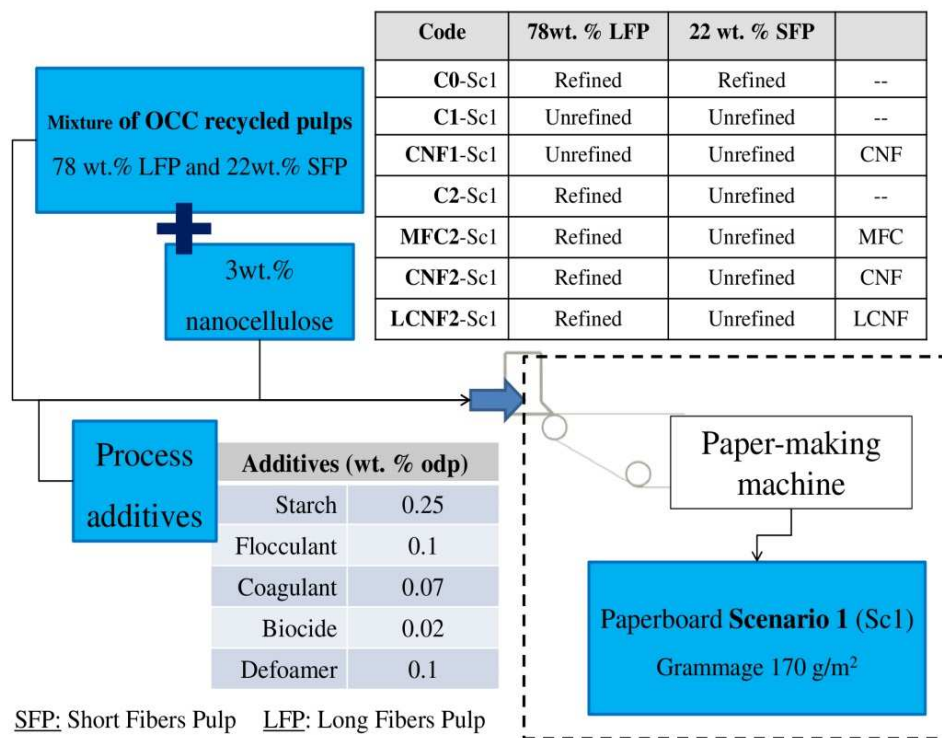 Mixture of OCC recycled pulps
78 wt.% LFP and 22wt.% SFP
3wt.%
nanocellulose
Code 78wt. % LFP 22 wt. % SFP
C0-Sc1 Refined Refined --
C1-Sc1 Unrefined Unrefined --
CNF1-Sc1 Unrefined Unrefined CNF
C2-Sc1 Refined Unrefined --
MFC2-Sc1 Refined Unrefined MFC
CNF2-Sc1 Refined Unrefined CNF
LCNF2-Sc1 Refined Unrefined LCNF
Process
additives
Additives (wt. % odp)
Starch 0.25
Flocculant 0.1
Coagulant 0.07
Biocide 0.02
Defoamer 0.1
Paper-making
machine
Paperboard Scenario 1 (Sc1)
Grammage 170 g/m²
SFP: Short Fibers Pulp LFP: Long Fibers Pulp